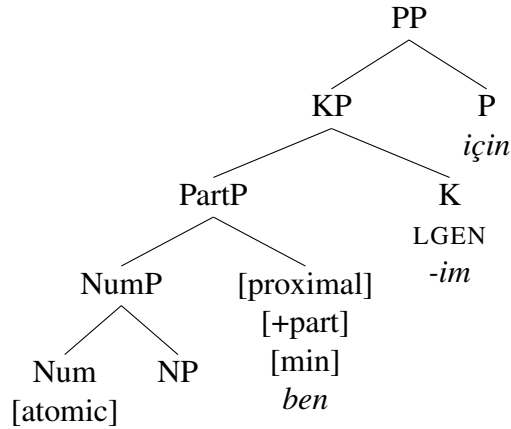 PP
KP P
için
PartP K
LGEN
-im
NumP [proximal]
[+part]
[min]
ben
Num NP
[atomic]